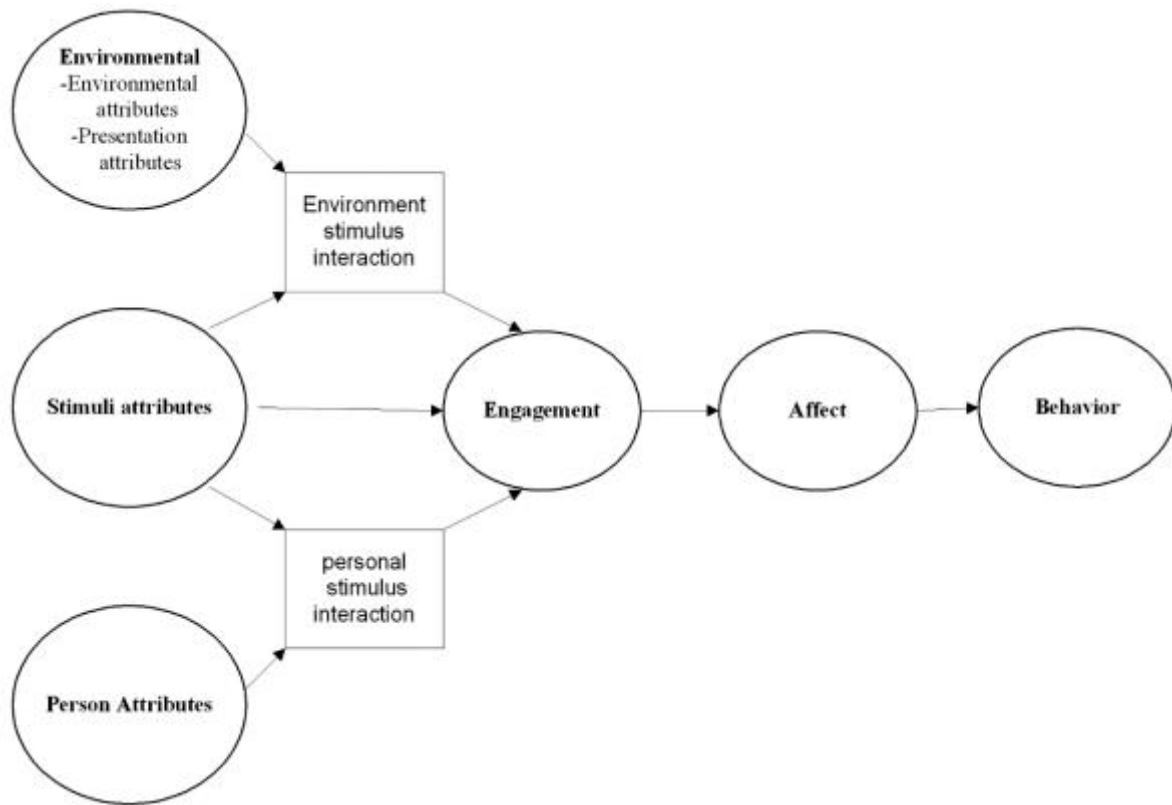 Environmental
-Environmental
attributes
-Presentation
attributes
Environment
stimulus
interaction
Stimuli attributes
Engagement
Affect
Behavior
personal
stimulus
interaction
Person Attributes